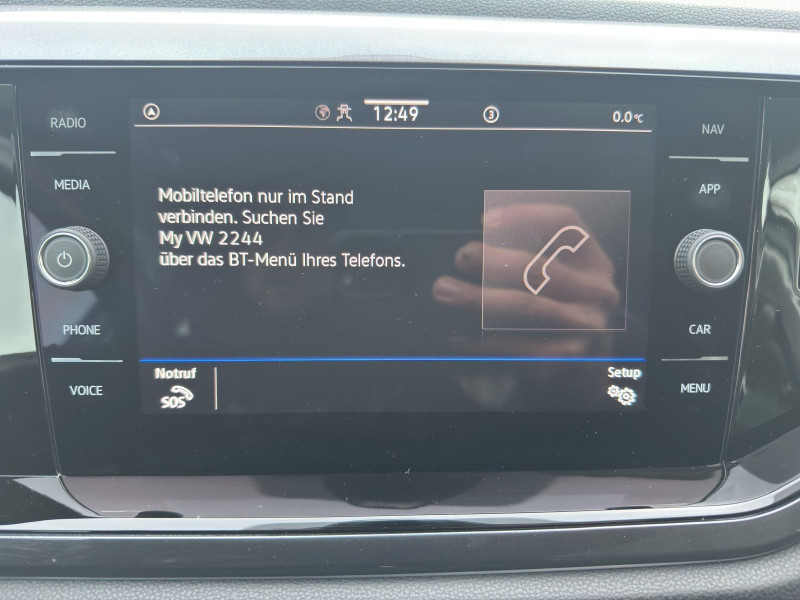 RADIO
MEDIA
PHONE
VOICE
12:49
3
0.0°C
Mobiltelefon nur im Stand
verbinden. Suchen Sie
My VW 2244
über das BT-Menü Ihres Telefons.
Notruf
SOS
Setup
NAV
APP
CAR
MENU